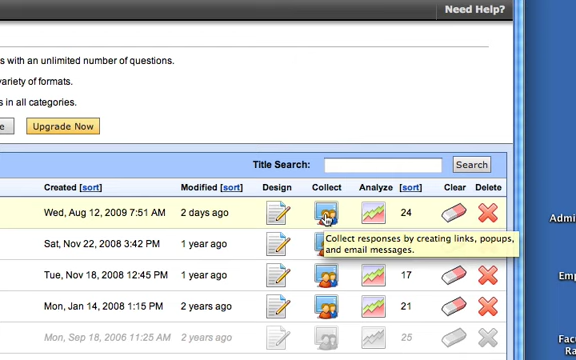 Need Help?
s with an unlimited number of questions.
variety of formats.
s in all categories.
e Upgrade Now
Title Search: Search
Created (sort) Modified (sort) Design Collect Analyze (sort) Clear Delete
Wed, Aug 12, 2009 7:51 AM 2 days ago 24
Admi
Sat, Nov 22, 2008 3:42 PM 1 year ago
Collect responses by creating links, popups,
and email messages.
Tue, Nov 18, 2008 12:45 PM 1 year ago 17
Emp
Mon, Jan 14, 2008 1:15 PM 2 years ago 21
Mon, Sep 18, 2006 11:25 AM 2 years ago 25
Fac
Ra